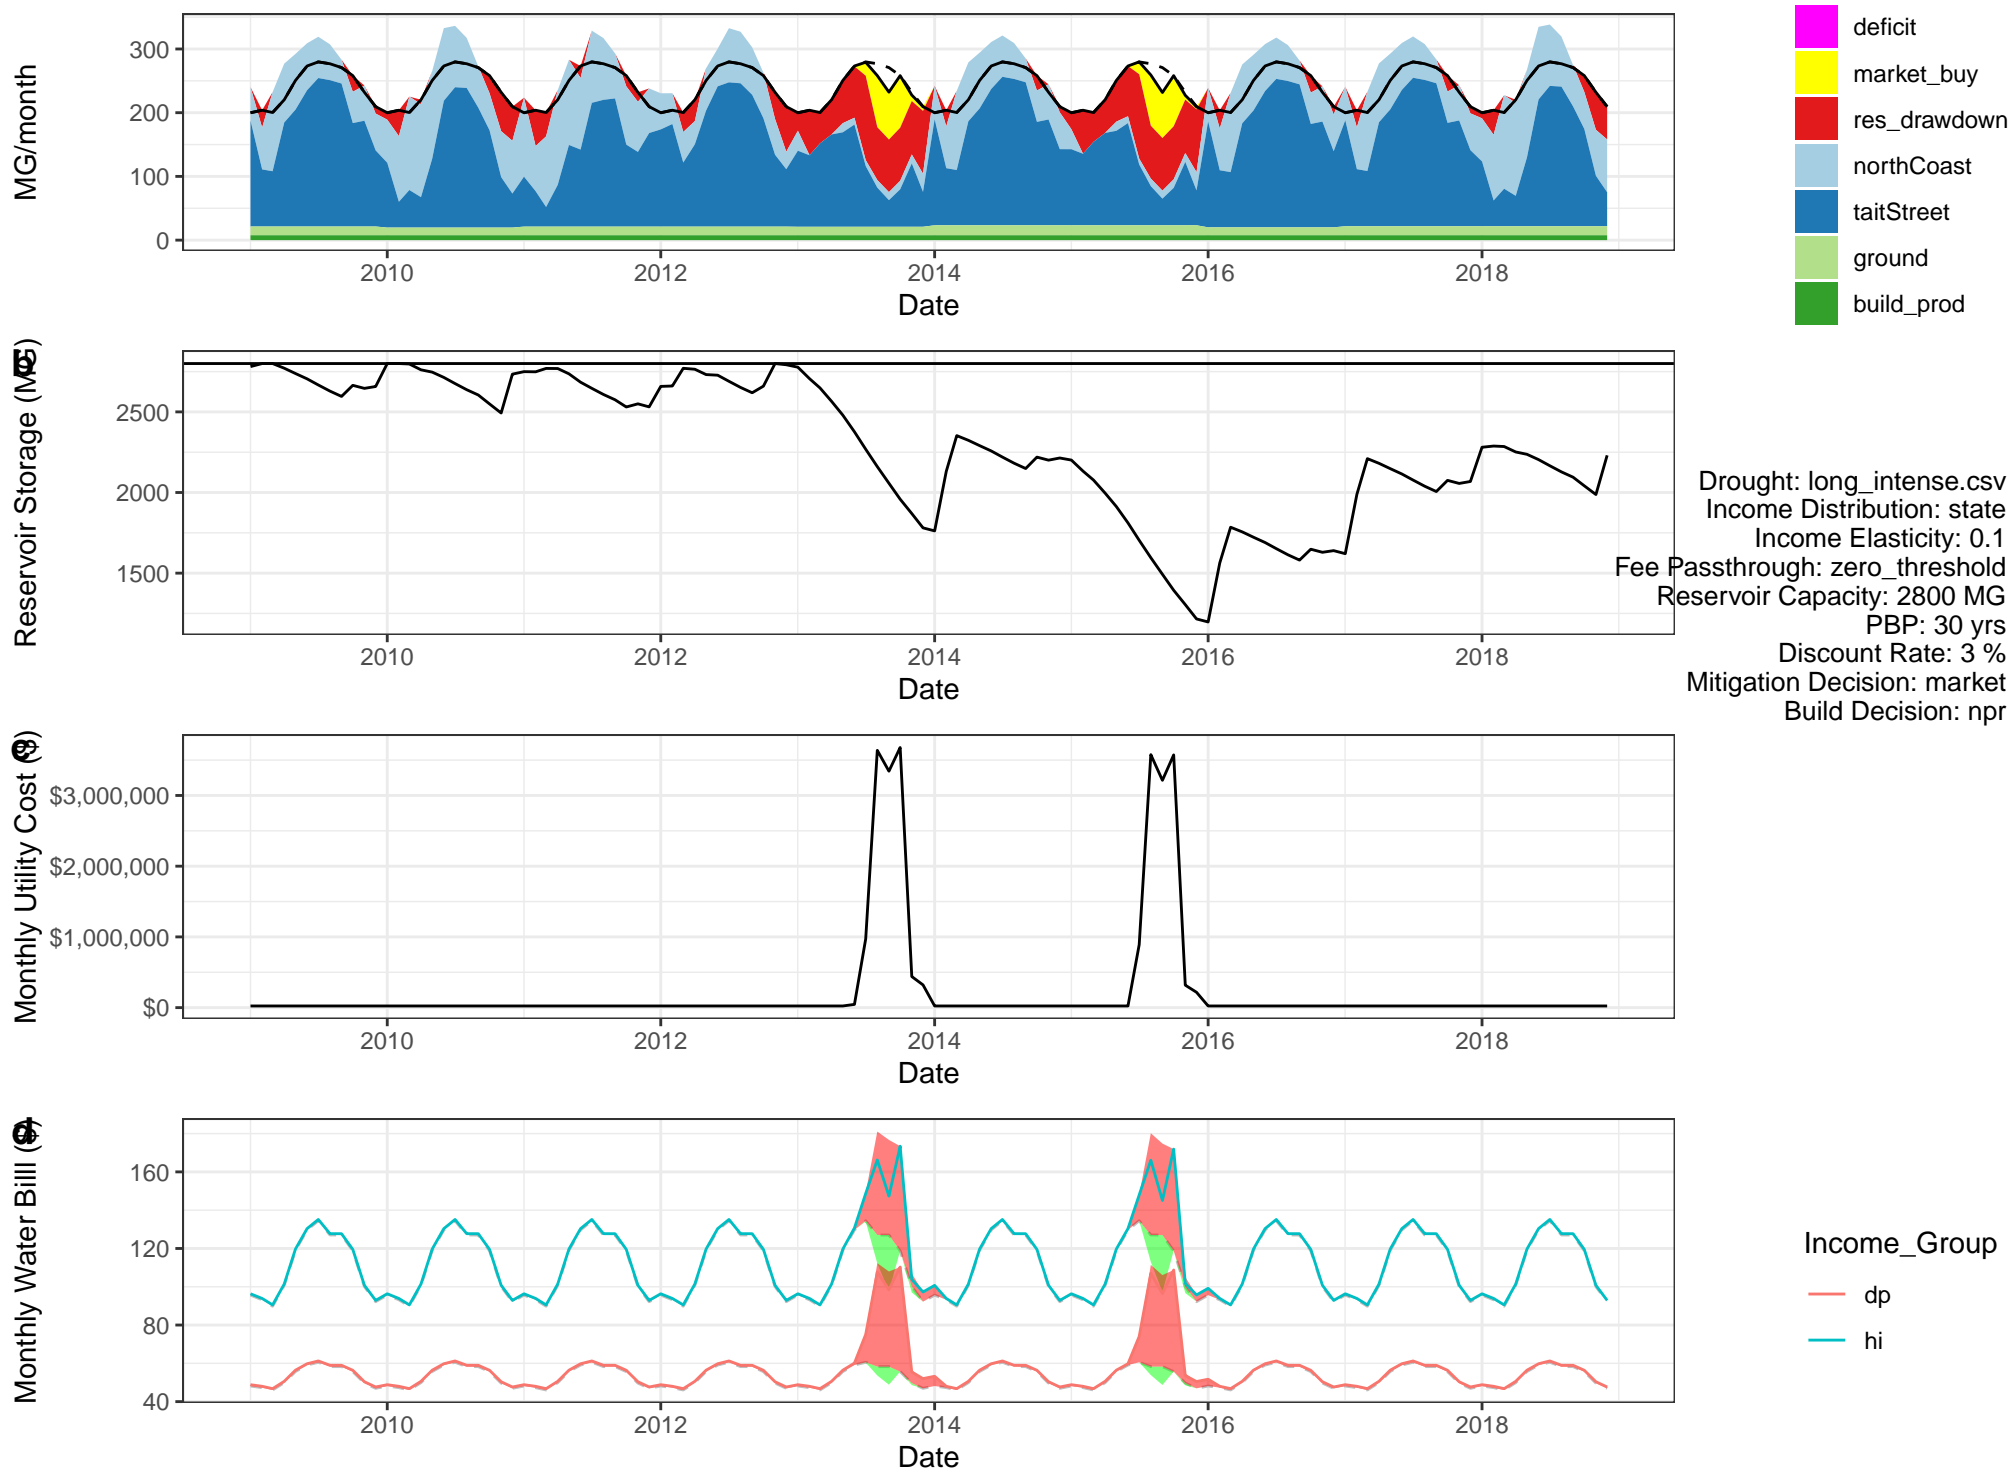 MG/month
300
200
100
0
2010
2012
2014
2016
2018
Date
deficit
market_buy
res_drawdown
northCoast
taitStreet
ground
build_prod
b
Reservoir Storage (MG)
2500
2000
1500
2010
2012
2014
2016
2018
Date
Drought: long_intense.csv
Income Distribution: state
Income Elasticity: 0.1
Fee Passthrough: zero_threshold
Reservoir Capacity: 2800 MG
PBP: 30 yrs
Discount Rate: 3 %
Mitigation Decision: market
Build Decision: npr
c
Monthly Utility Cost ($)
$3,000,000
$2,000,000
$1,000,000
$0
2010
2012
2014
2016
2018
Date
d
Monthly Water Bill ($)
160
120
80
40
2010
2012
2014
2016
2018
Date
Income_Group
dp
hi